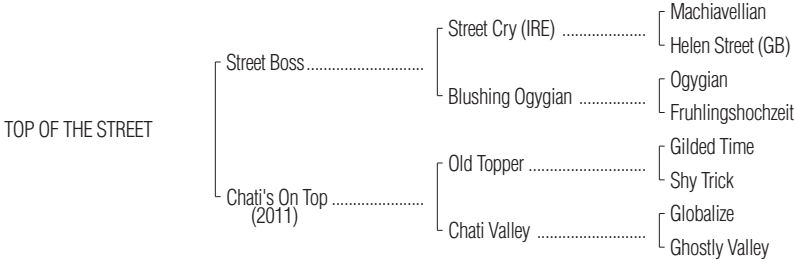 Machiavellian
Street Cry (IRE) ....................
Helen Street (GB)
Street Boss............................
Ogygian
Blushing Ogygian ................
Fruhlingshochzeit
TOP OF THE STREET
Gilded Time
Old Topper ............................
Shy Trick
Chati's On Top ......................
(2011)
Globalize
Chati Valley ..........................
Ghostly Valley